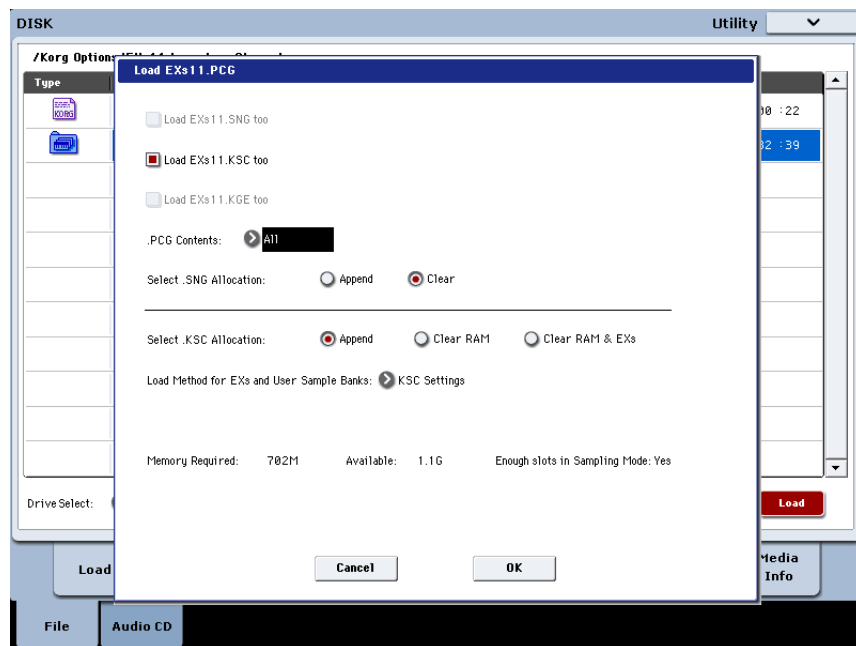 DISK
Utility
/Korg Options
Load EXs11.PCG
Type
KORG
Load EXs11.SNG too
:22
Load EXs11.KSC too
:39
Load EXs11.KGE too
.PCG Contents: All
Select .SNG Allocation: Append Clear
Select .KSC Allocation: Append Clear RAM Clear RAM & EXs
Load Method for EXs and User Sample Banks: KSC Settings
Memory Required: 702M Available: 1.1G Enough slots in Sampling Mode: Yes
Drive Select:
Load
Cancel OK
Load
Media
Info
File Audio CD